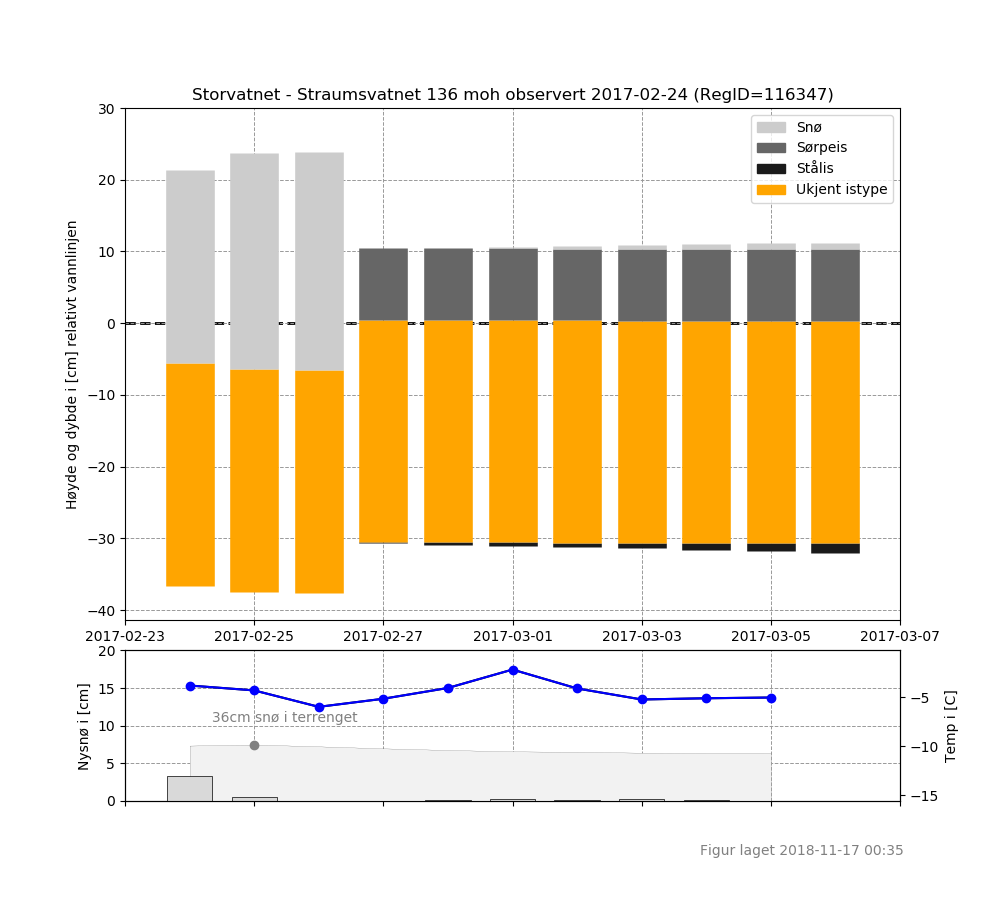 Storvatnet - Straumsvatnet 136 moh observert 2017-02-24 (RegID=116347)
30
20
10
0
−10
−20
−30
−40
Høyde og dybde i [cm] relativt vannlinjen
Snø
Sørpeis
Stålis
Ukjent istype
2017-02-23
2017-02-25
2017-02-27
2017-03-01
2017-03-03
2017-03-05
2017-03-07
20
15
10
5
0
Nysnø i [cm]
36cm snø i terrenget
−5
−10
−15
Temp i [C]
Figur laget 2018-11-17 00:35